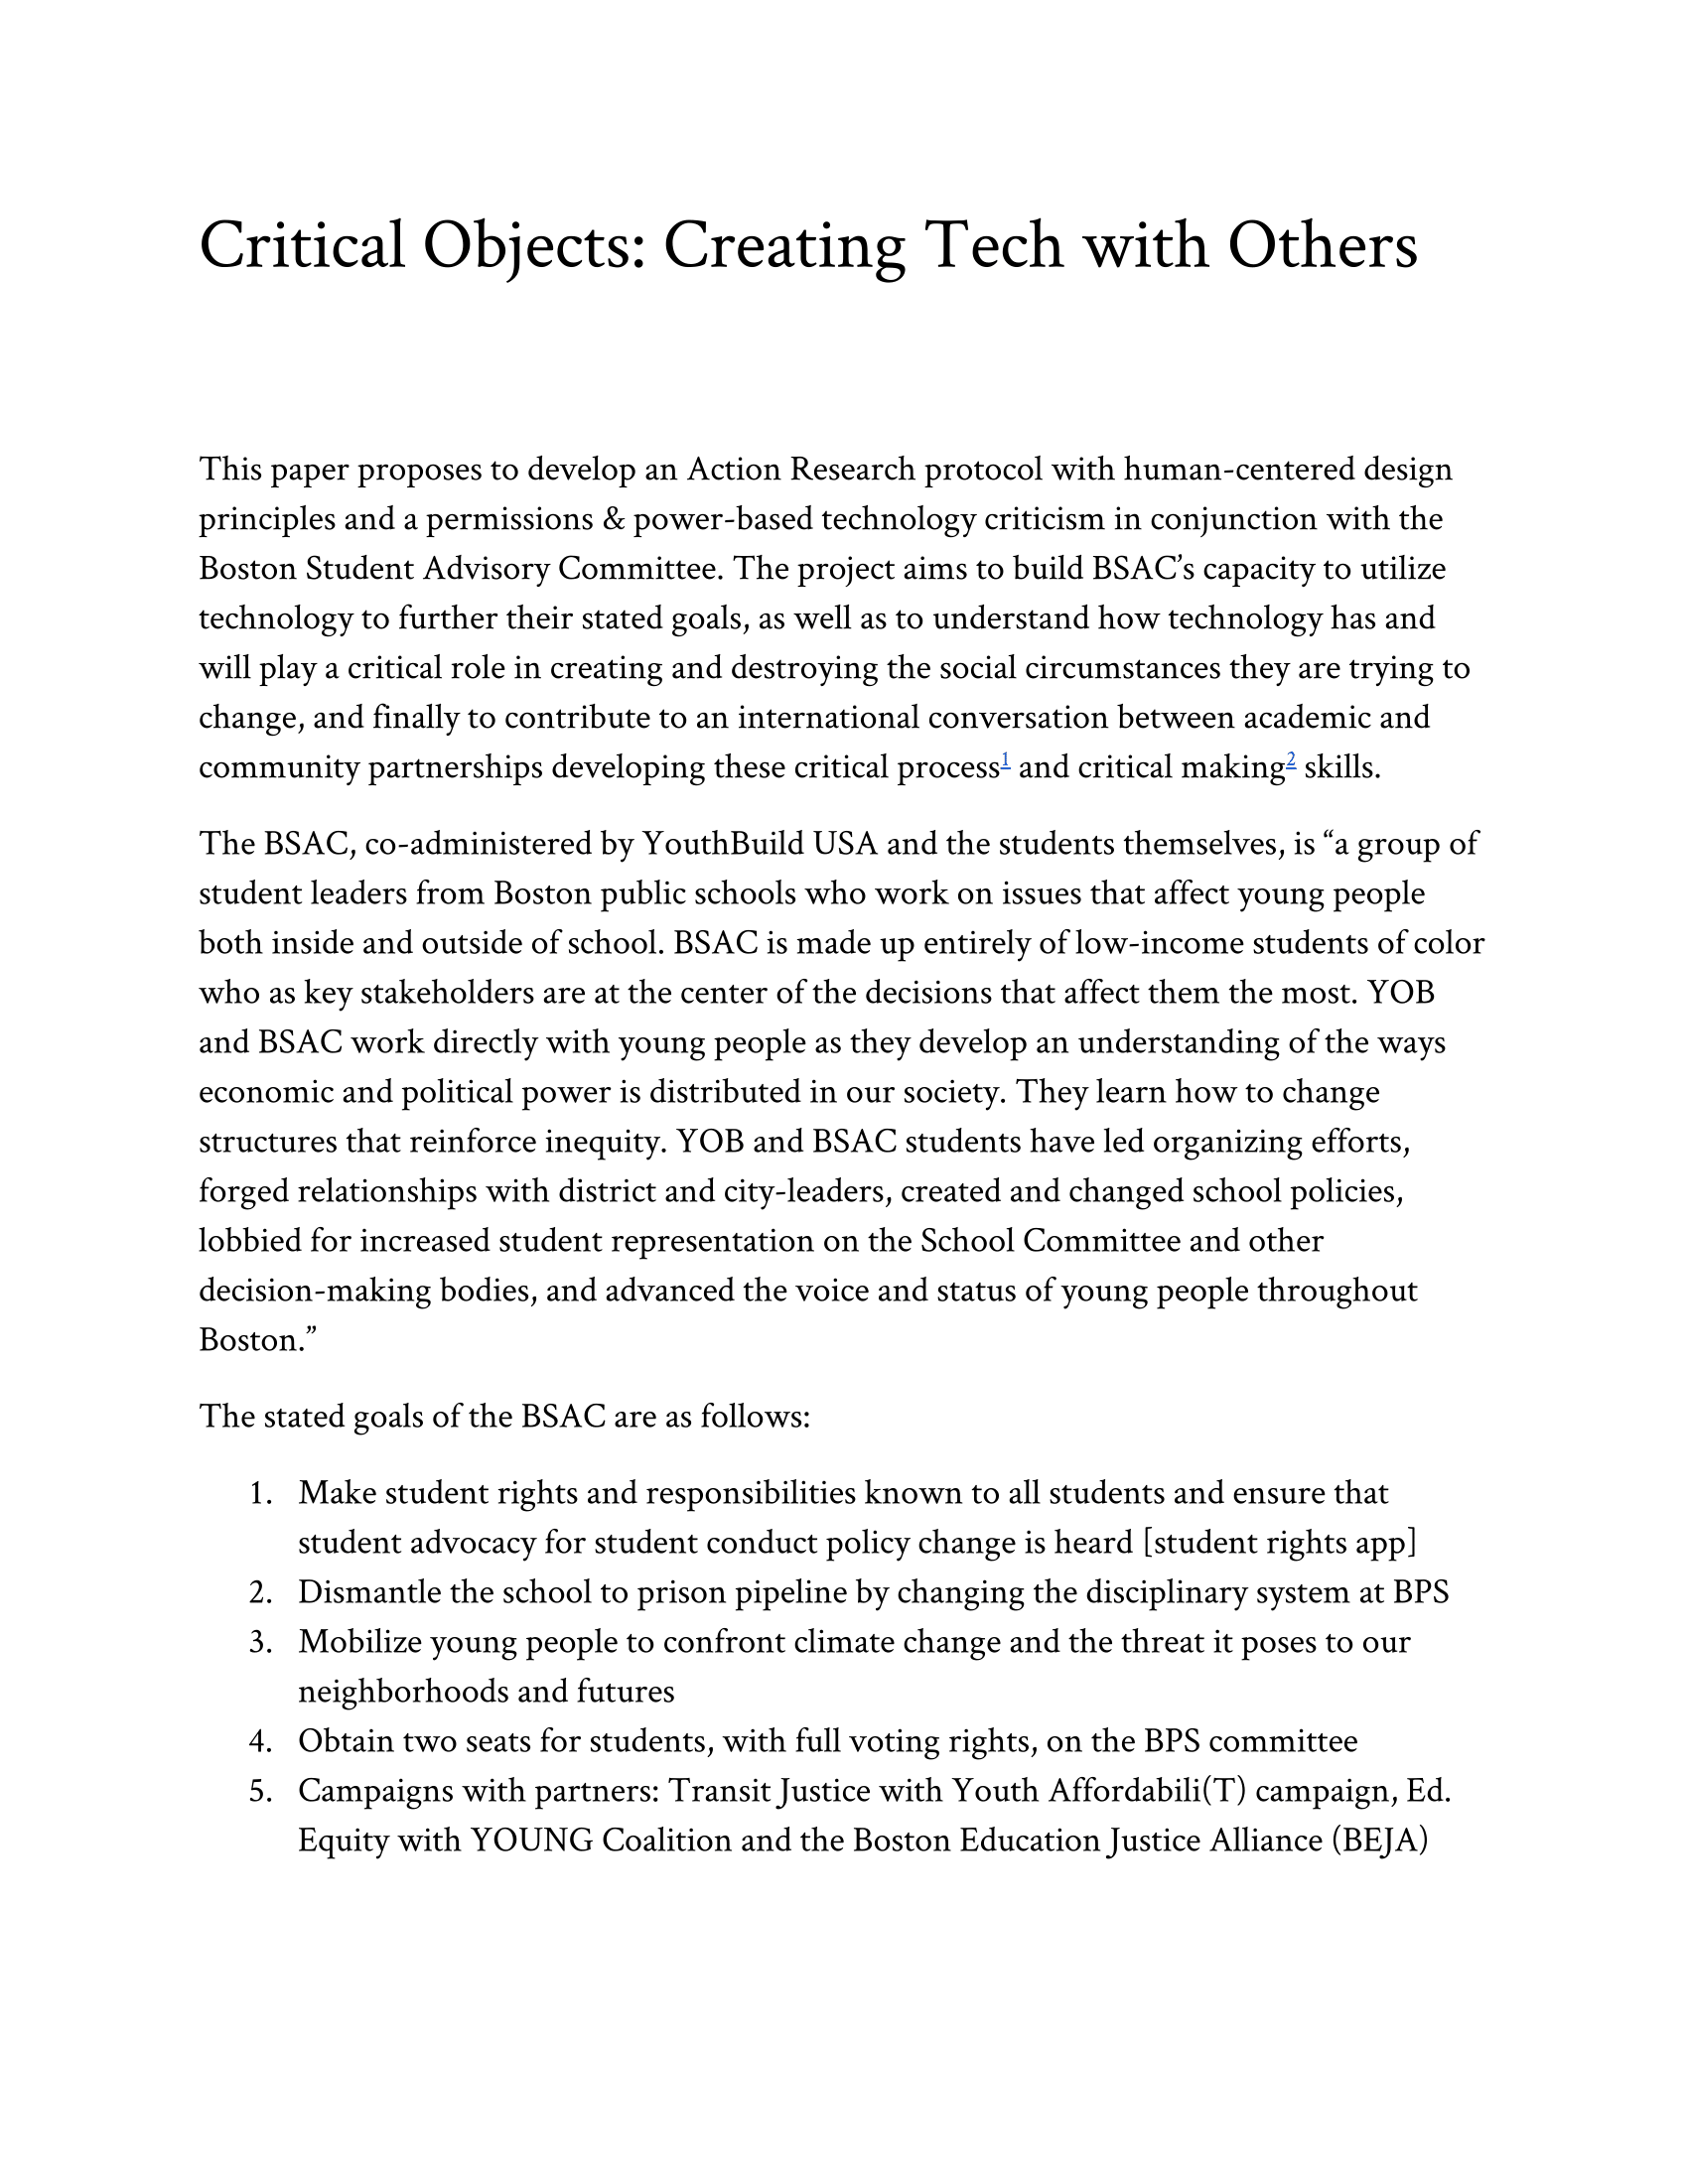 Critical Objects: Creating Tech with Others
This paper proposes to develop an Action Research protocol with human-centered design
principles and a permissions & power-based technology criticism in conjunction with the
Boston Student Advisory Committee. The project aims to build BSAC’s capacity to utilize
technology to further their stated goals, as well as to understand how technology has and
will play a critical role in creating and destroying the social circumstances they are trying to
change, and finally to contribute to an international conversation between academic and
community partnerships developing these critical process1 and critical making2 skills.
The BSAC, co-administered by YouthBuild USA and the students themselves, is “a group of
student leaders from Boston public schools who work on issues that affect young people
both inside and outside of school. BSAC is made up entirely of low-income students of color
who as key stakeholders are at the center of the decisions that affect them the most. YOB
and BSAC work directly with young people as they develop an understanding of the ways
economic and political power is distributed in our society. They learn how to change
structures that reinforce inequity. YOB and BSAC students have led organizing efforts,
forged relationships with district and city-leaders, created and changed school policies,
lobbied for increased student representation on the School Committee and other
decision-making bodies, and advanced the voice and status of young people throughout
Boston.”
The stated goals of the BSAC are as follows:
1. Make student rights and responsibilities known to all students and ensure that
student advocacy for student conduct policy change is heard [student rights app]
2. Dismantle the school to prison pipeline by changing the disciplinary system at BPS
3. Mobilize young people to confront climate change and the threat it poses to our
neighborhoods and futures
4. Obtain two seats for students, with full voting rights, on the BPS committee
5. Campaigns with partners: Transit Justice with Youth Affordabili(T) campaign, Ed.
Equity with YOUNG Coalition and the Boston Education Justice Alliance (BEJA)